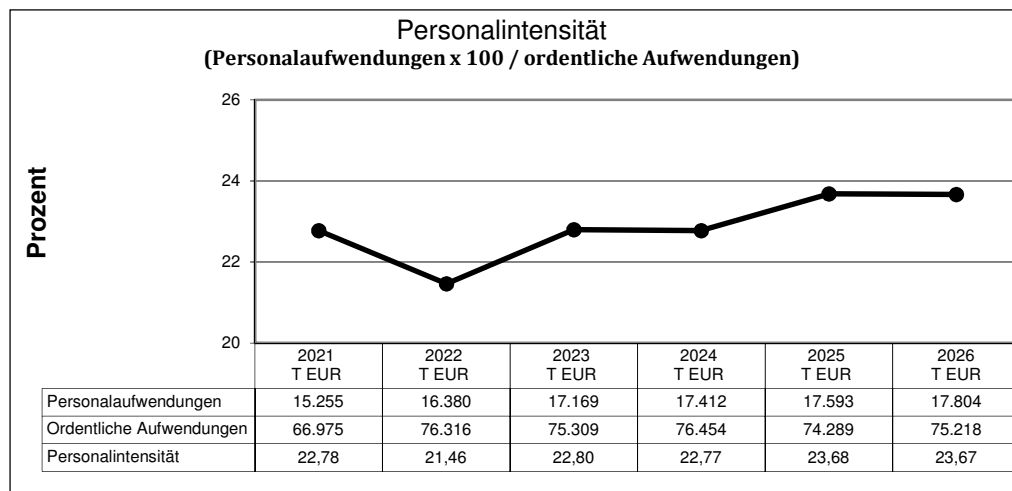 Personalintensität
(Personalaufwendungen x 100 / ordentliche Aufwendungen)
Prozent
26
24
22
20
2021 2022 2023 2024 2025 2026
T EUR T EUR T EUR T EUR T EUR T EUR
Personalaufwendungen 15.255 16.380 17.169 17.412 17.593 17.804
Ordentliche Aufwendungen 66.975 76.316 75.309 76.454 74.289 75.218
Personalintensität 22,78 21,46 22,80 22,77 23,68 23,67